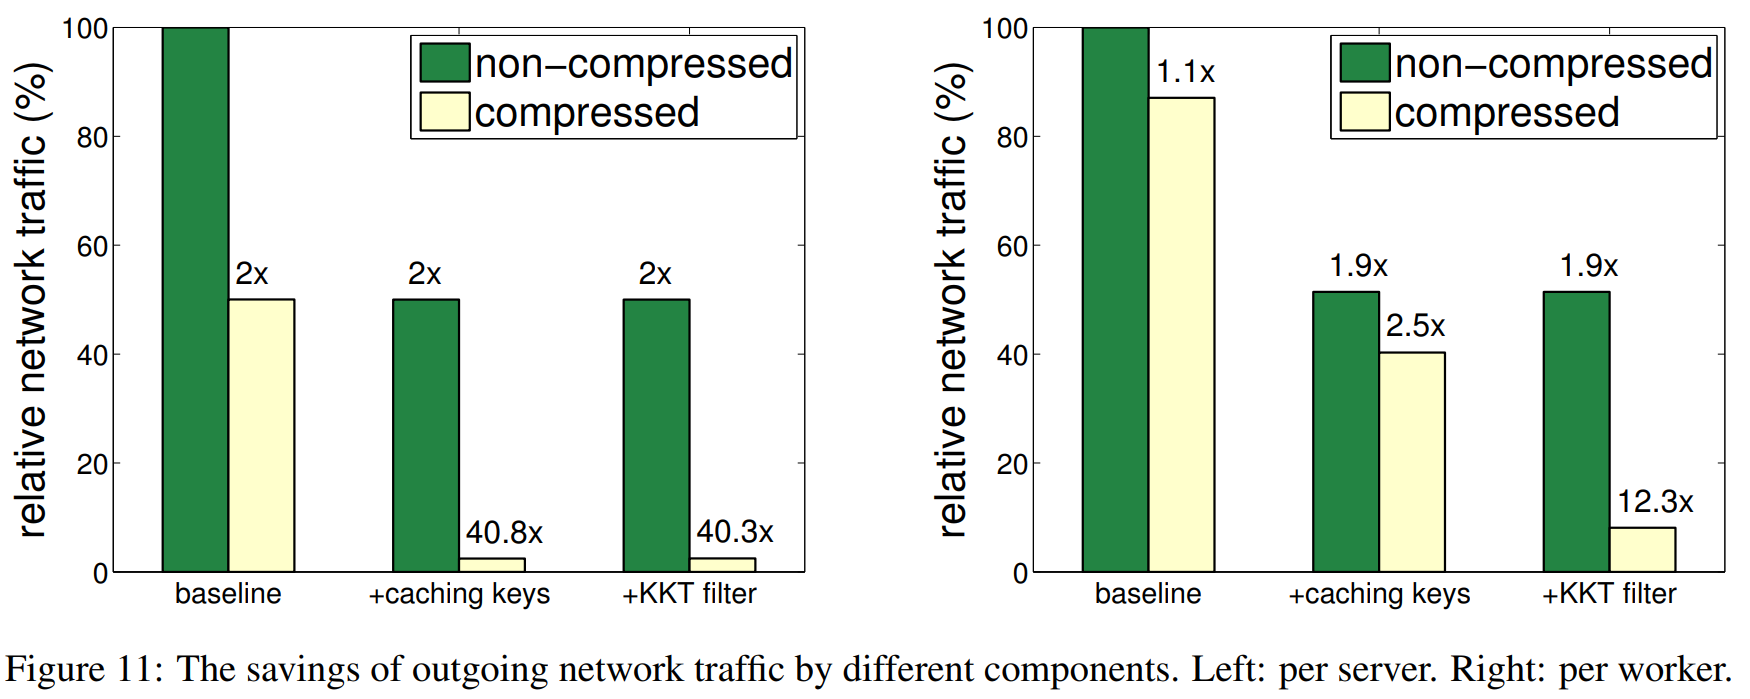 relative network traffic (%)
100
80
60
40
20
0
non-compressed
compressed
2x
2x
2x
40.8x
40.3x
baseline
+caching keys
+KKT filter
relative network traffic (%)
100
80
60
40
20
0
non-compressed
compressed
1.1x
1.9x
2.5x
1.9x
12.3x
baseline
+caching keys
+KKT filter
Figure 11: The savings of outgoing network traffic by different components. Left: per server. Right: per worker.